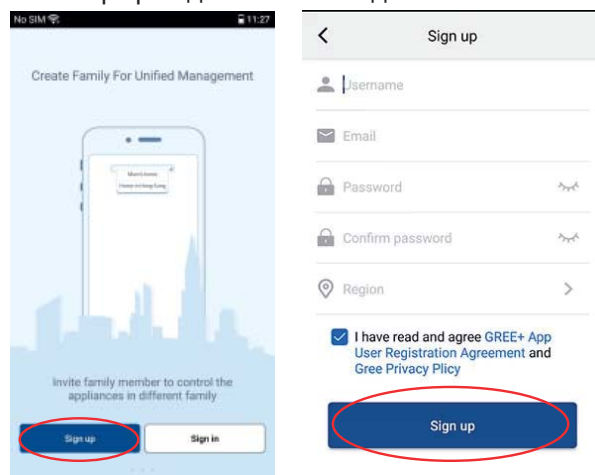 No SIM
11:27
Create Family For Unified Management
Mom's home
Home in Hong Kong
Invite family member to control the
appliances in different family
Sign up
Sign in
Sign up
Username
Email
Password
Confirm password
Region
I have read and agree GREE+ App
User Registration Agreement and
Gree Privacy Plicy
Sign up